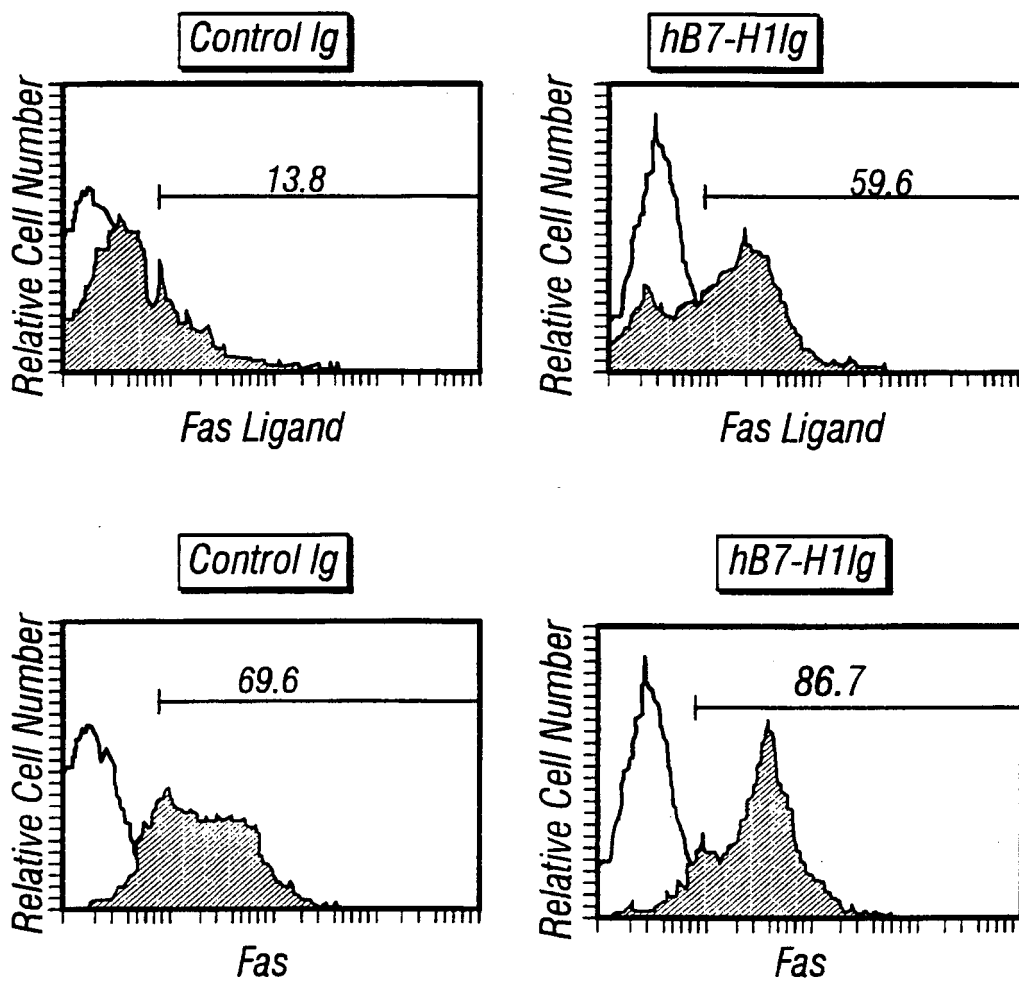 Control Ig
hB7-H1Ig
Relative Cell Number
13.8
Fas Ligand
Relative Cell Number
59.6
Fas Ligand
Control Ig
hB7-H1Ig
Relative Cell Number
69.6
Fas
Relative Cell Number
86.7
Fas